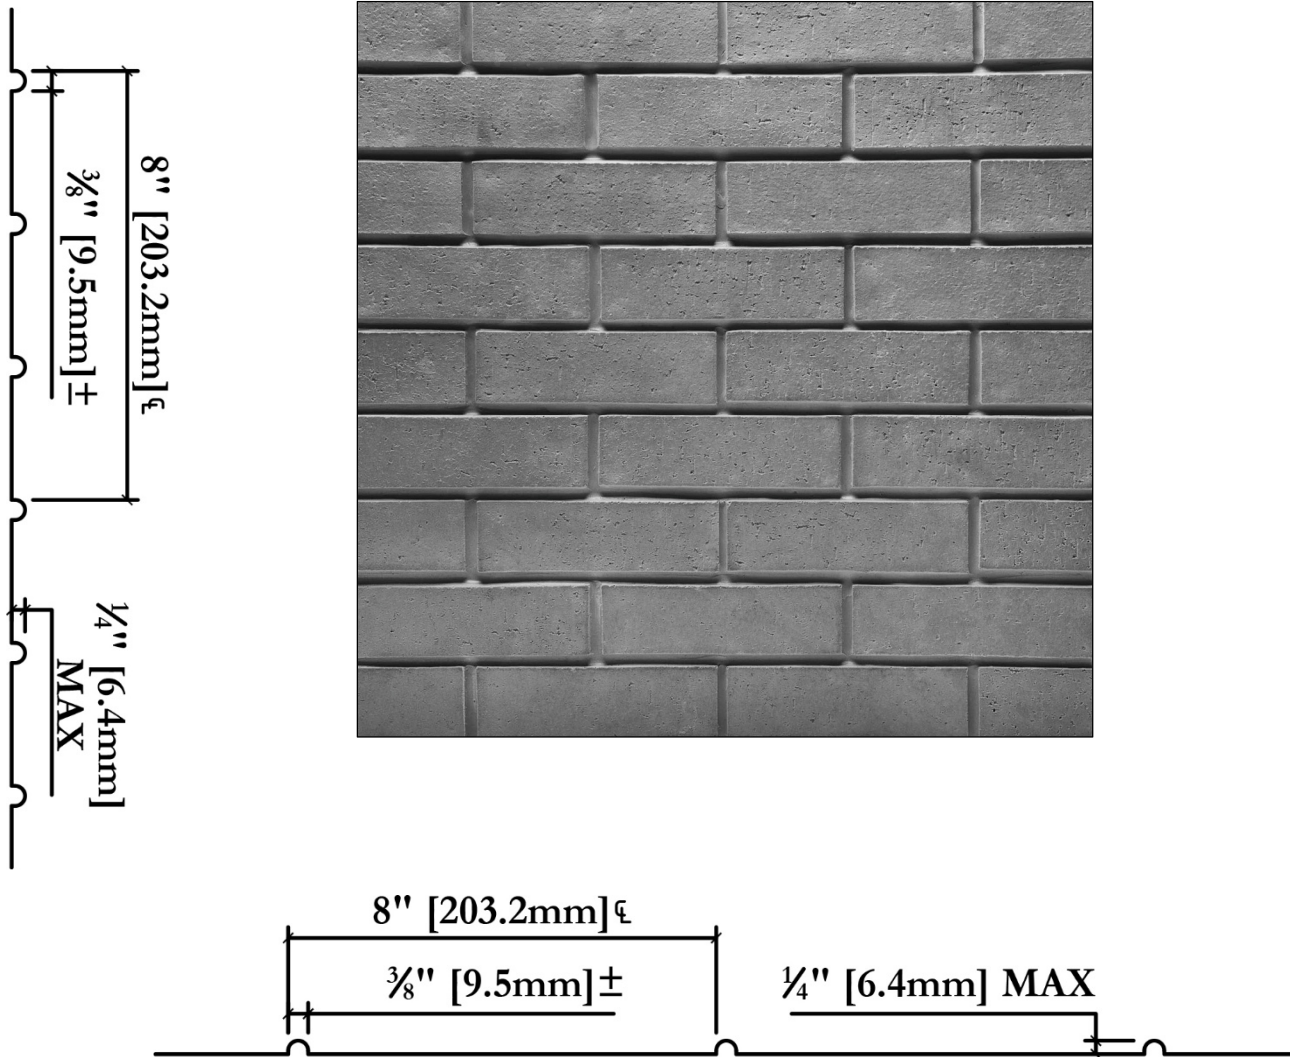 8" [203.2mm]℄
⅜" [9.5mm]±
¼" [6.4mm]
MAX
8" [203.2mm]℄
⅜" [9.5mm]±
¼" [6.4mm] MAX